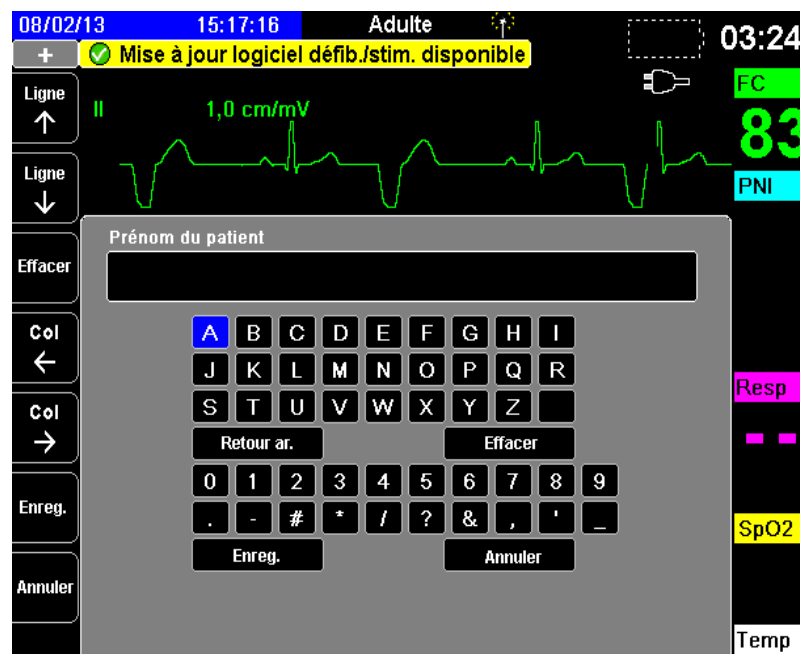 08/02/13 15:17:16 Adulte
03:24
+ Mise à jour logiciel défib./stim. disponible
Ligne
II 1,0 cm/mV
FC
83
Ligne
PNI
Prénom du patient
Effacer
Col
A B C D E F G H I
J K L M N O P Q R
Resp
Col
S T U V W X Y Z
Retour ar. Effacer
-- --
0 1 2 3 4 5 6 7 8 9
Enreg.
. - # * / ? & , ' _
SpO2
Enreg. Annuler
Annuler
Temp